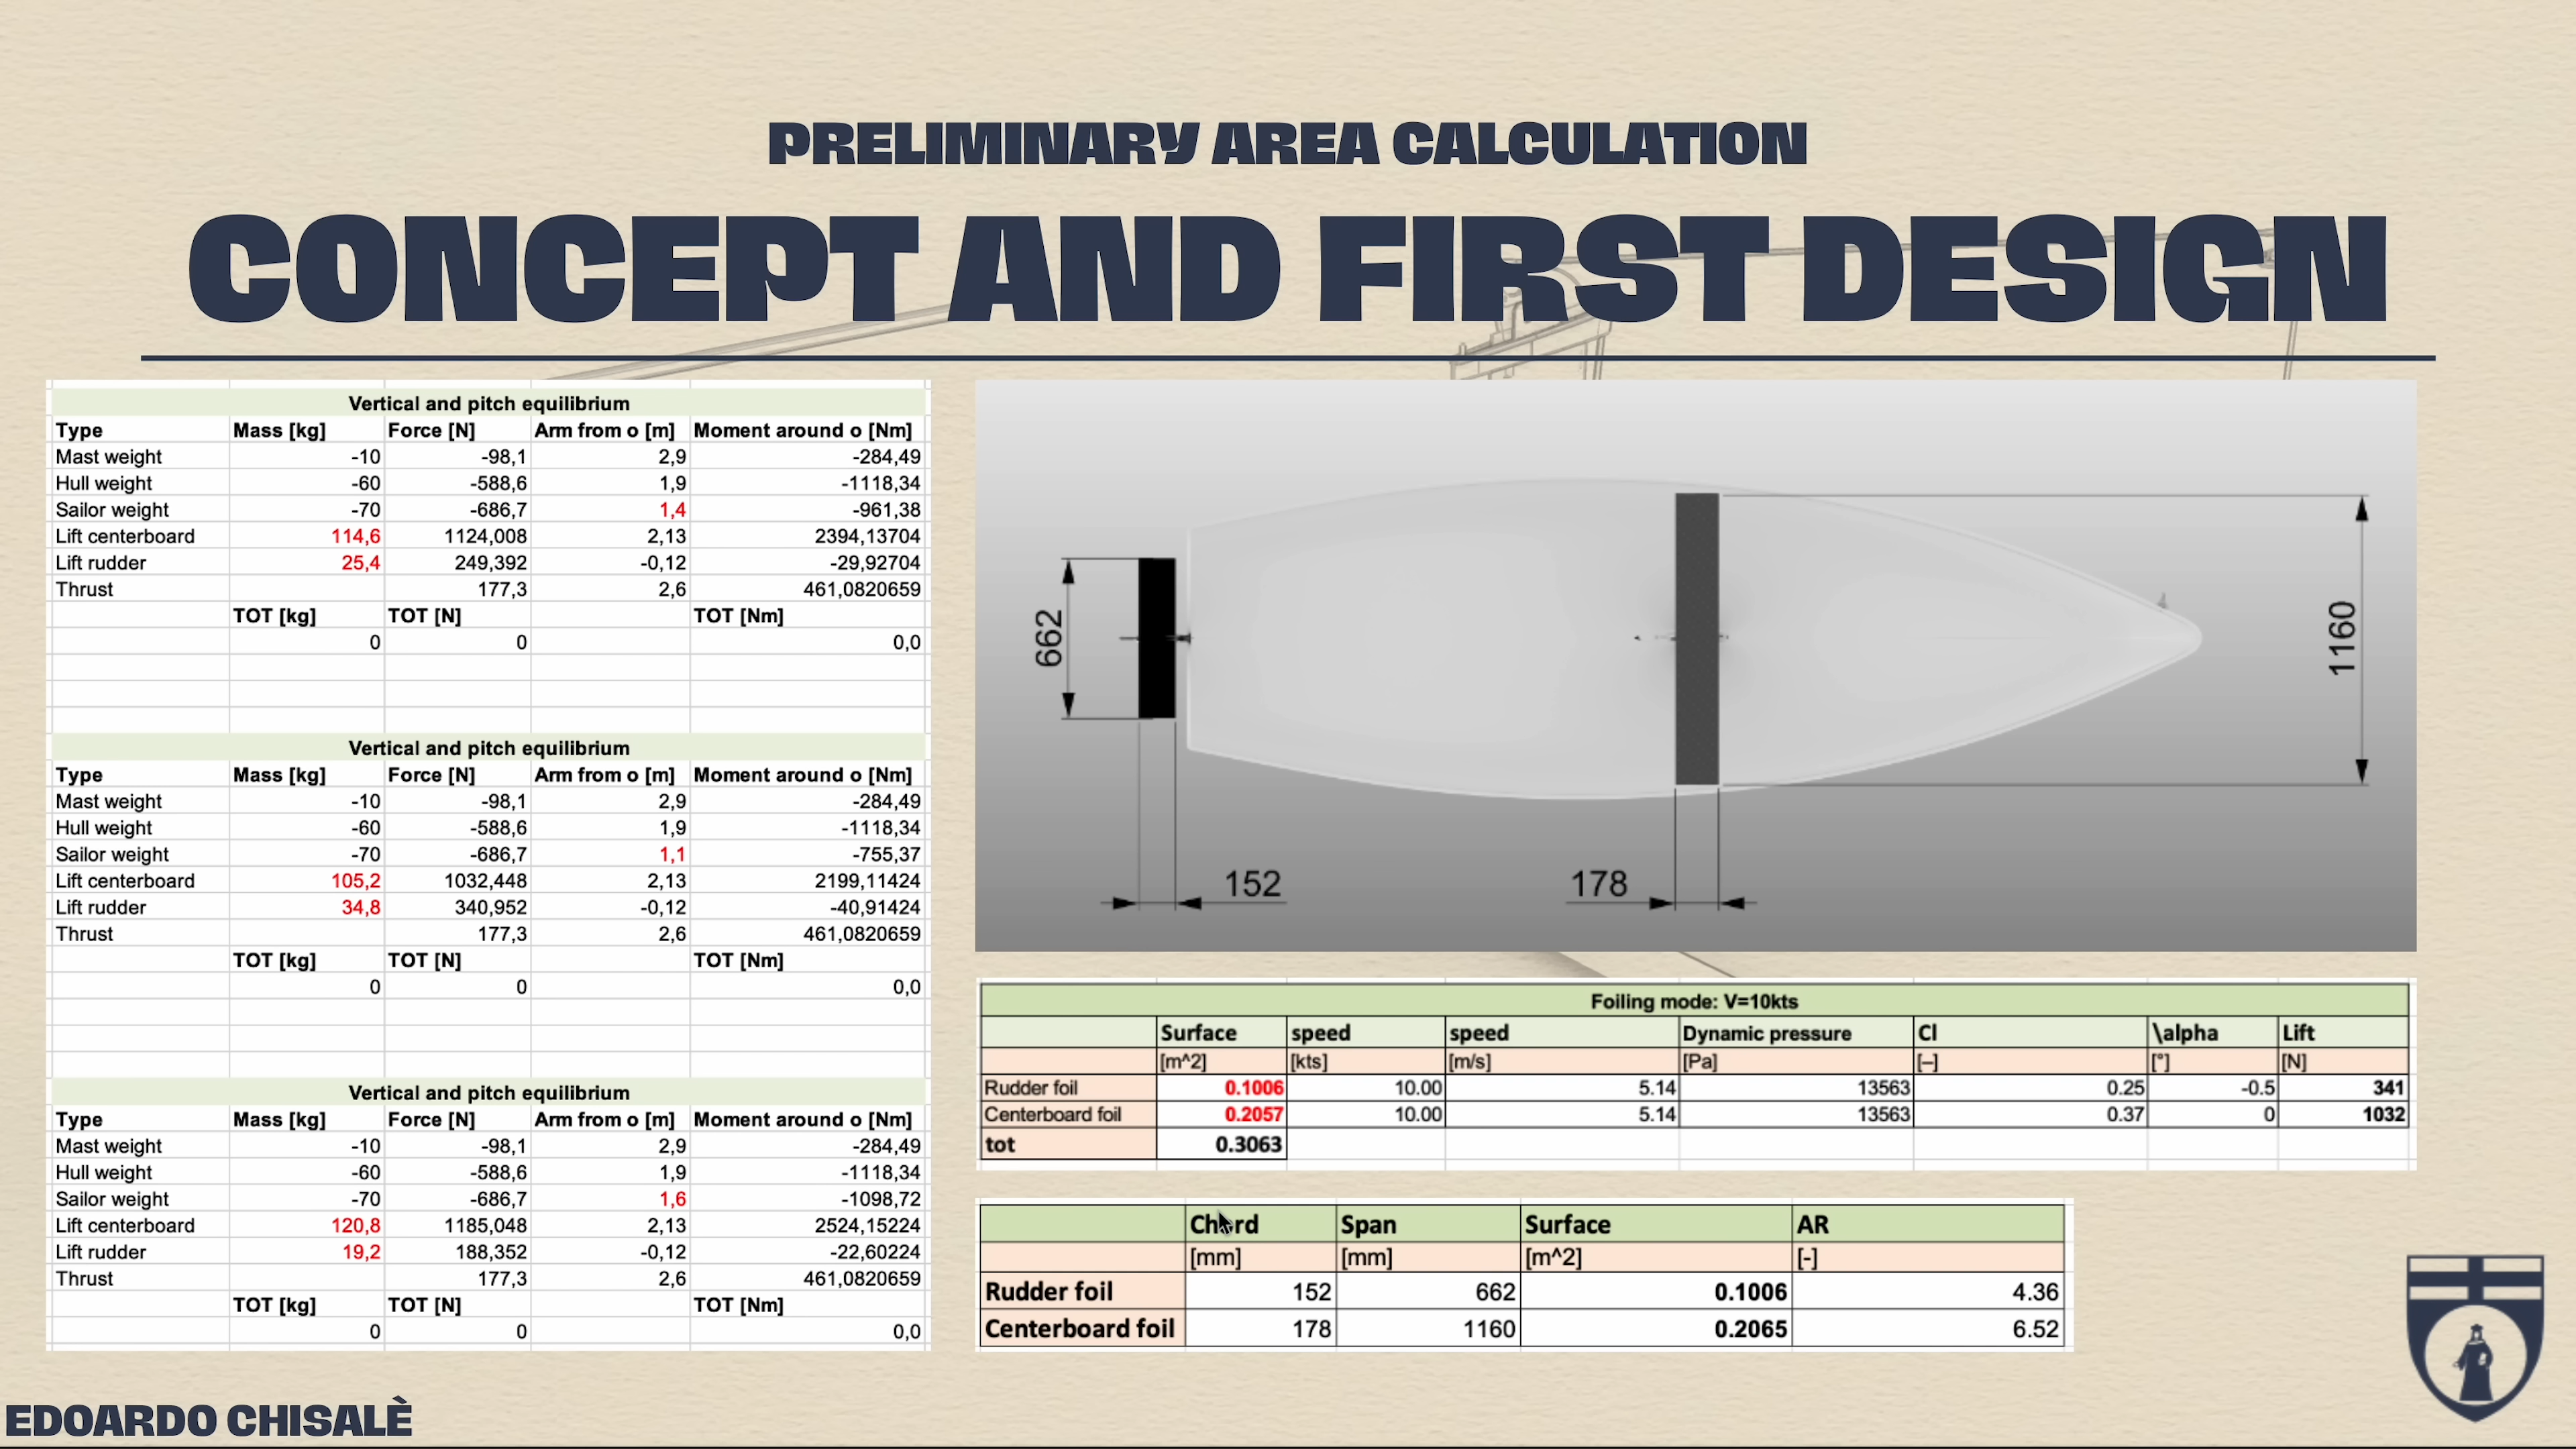 PRELIMINARY AREA CALCULATION
CONCEPT AND FIRST DESIGN
Vertical and pitch equilibrium
Type Mass [kg] Force [N] Arm from o [m] Moment around o [Nm]
Mast weight -10 -98,1 2,9 -284,49
Hull weight -60 -588,6 1,9 -1118,34
Sailor weight -70 -686,7 1,4 -961,38
Lift centerboard 114,6 1124,008 2,13 2394,13704
Lift rudder 25,4 249,392 -0,12 -29,92704
Thrust 177,3 2,6 461,0820659
TOT [kg] TOT [N] TOT [Nm]
0 0 0,0
Vertical and pitch equilibrium
Type Mass [kg] Force [N] Arm from o [m] Moment around o [Nm]
Mast weight -10 -98,1 2,9 -284,49
Hull weight -60 -588,6 1,9 -1118,34
Sailor weight -70 -686,7 1,1 -755,37
Lift centerboard 105,2 1032,448 2,13 2199,11424
Lift rudder 34,8 340,952 -0,12 -40,91424
Thrust 177,3 2,6 461,0820659
TOT [kg] TOT [N] TOT [Nm]
0 0 0,0
Vertical and pitch equilibrium
Type Mass [kg] Force [N] Arm from o [m] Moment around o [Nm]
Mast weight -10 -98,1 2,9 -284,49
Hull weight -60 -588,6 1,9 -1118,34
Sailor weight -70 -686,7 1,6 -1098,72
Lift centerboard 120,8 1185,048 2,13 2524,15224
Lift rudder 19,2 188,352 -0,12 -22,60224
Thrust 177,3 2,6 461,0820659
TOT [kg] TOT [N] TOT [Nm]
0 0 0,0
662
1160
152
178
Foiling mode: V=10kts
Surface speed speed Dynamic pressure Cl \alpha Lift
[m^2] [kts] [m/s] [Pa] [–] [°] [N]
Rudder foil 0.1006 10.00 5.14 13563 0.25 -0.5 341
Centerboard foil 0.2057 10.00 5.14 13563 0.37 0 1032
tot 0.3063
Chord Span Surface AR
[mm] [mm] [m^2] [-]
Rudder foil 152 662 0.1006 4.36
Centerboard foil 178 1160 0.2065 6.52
EDOARDO CHISALÈ